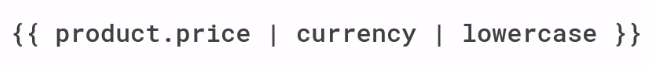 {{ product.price | currency | lowercase }}